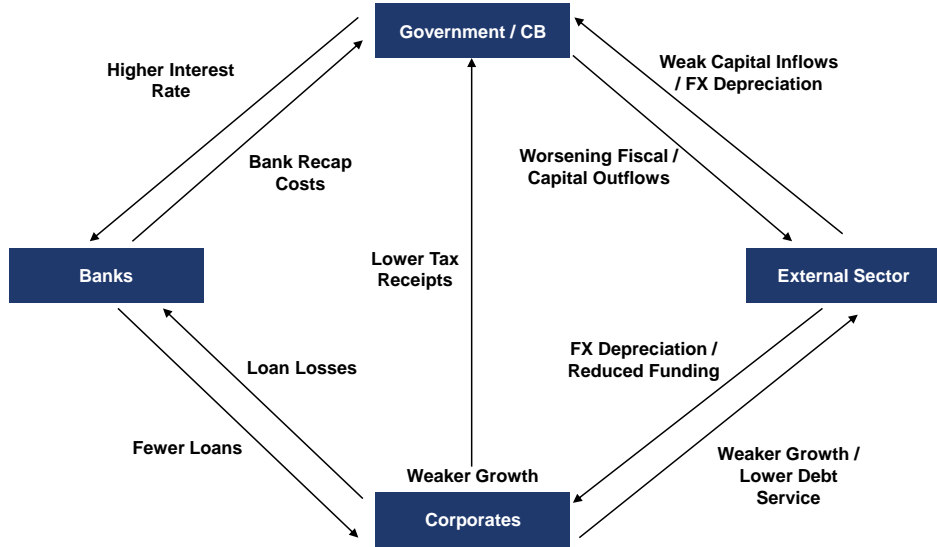 Government / CB
Higher Interest
Rate
Weak Capital Inflows
/ FX Depreciation
Bank Recap
Costs
Worsening Fiscal /
Capital Outflows
Banks
Lower Tax
Receipts
External Sector
Loan Losses
FX Depreciation /
Reduced Funding
Fewer Loans
Weaker Growth
Weaker Growth /
Lower Debt
Service
Corporates